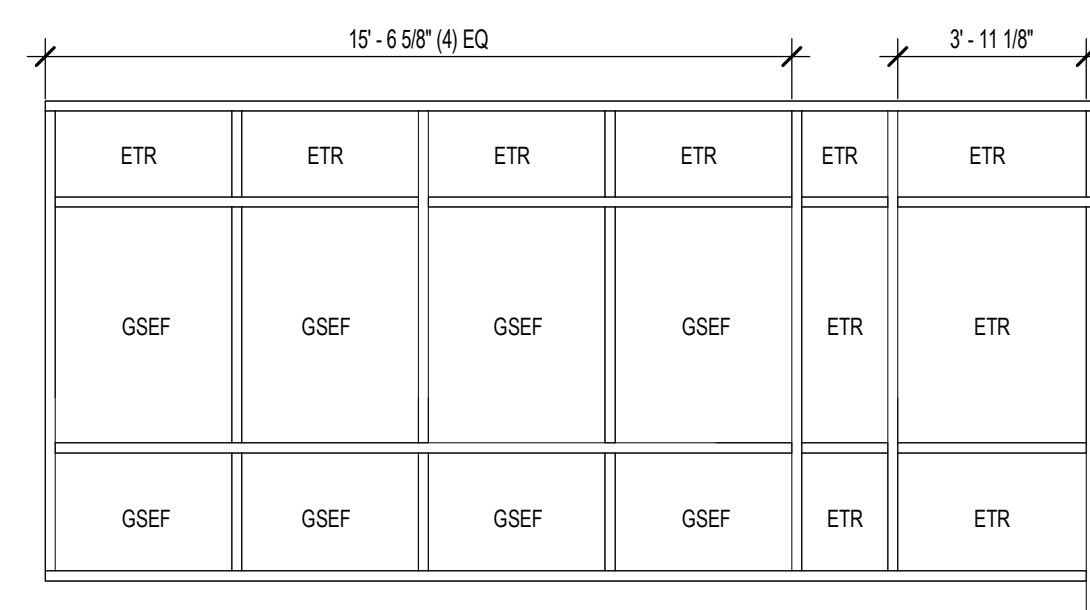 15' - 6 5/8" (4) EQ 3' - 11 1/8"
ETR ETR ETR ETR ETR ETR
GSEF GSEF GSEF GSEF ETR ETR
GSEF GSEF GSEF GSEF ETR ETR